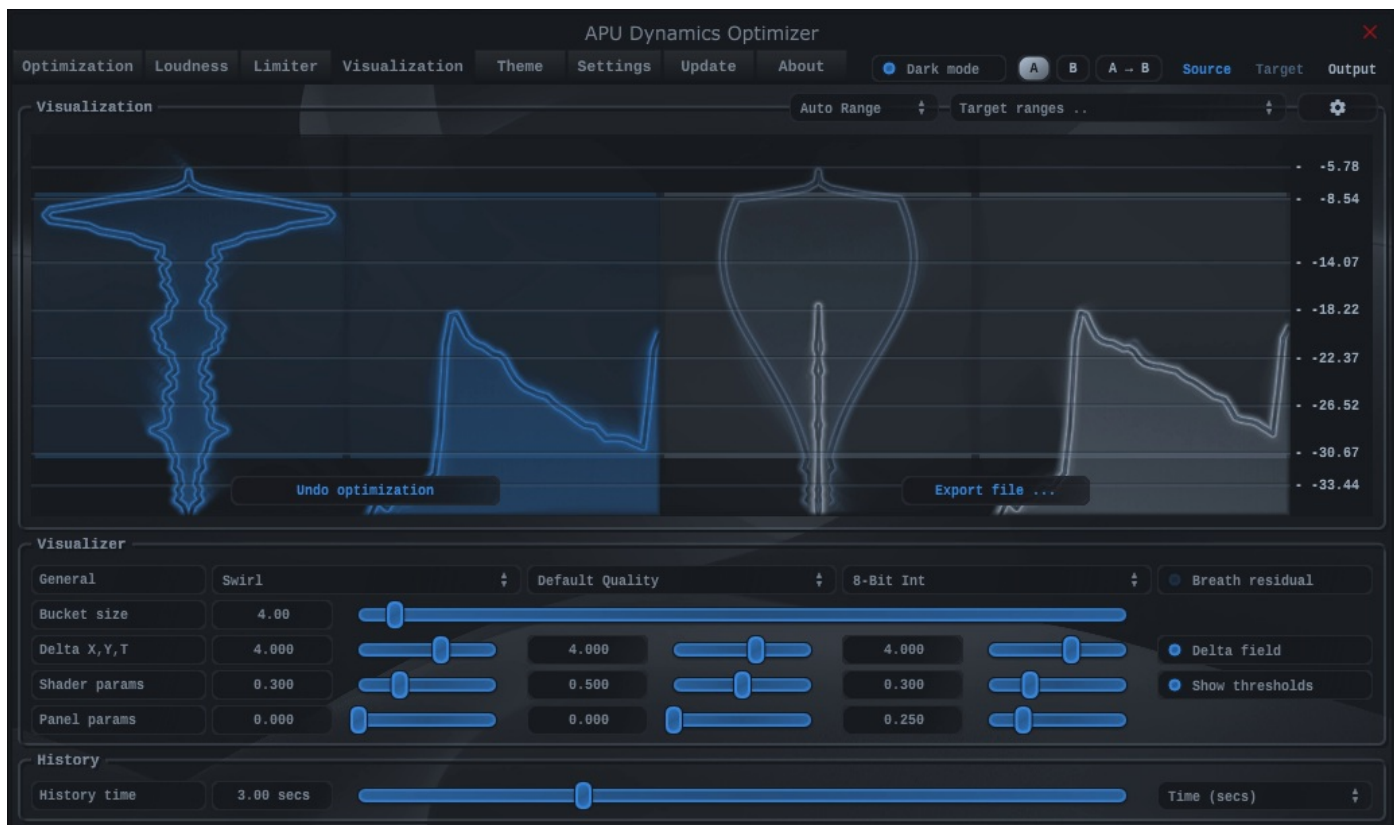 APU Dynamics Optimizer
Optimization Loudness Limiter Visualization Theme Settings Update About Dark mode A B A → B Source Target Output
Visualization Auto Range Target ranges ..
- -5.78
- -8.54
- -14.07
- -18.22
- -22.37
- -26.52
- -30.67
- -33.44
Undo optimization Export file ...
Visualizer
General Swirl Default Quality 8-Bit Int Breath residual
Bucket size 4.00
Delta X,Y,T 4.000 4.000 4.000 Delta field
Shader params 0.300 0.500 0.300 Show thresholds
Panel params 0.000 0.000 0.250
History
History time 3.00 secs Time (secs)